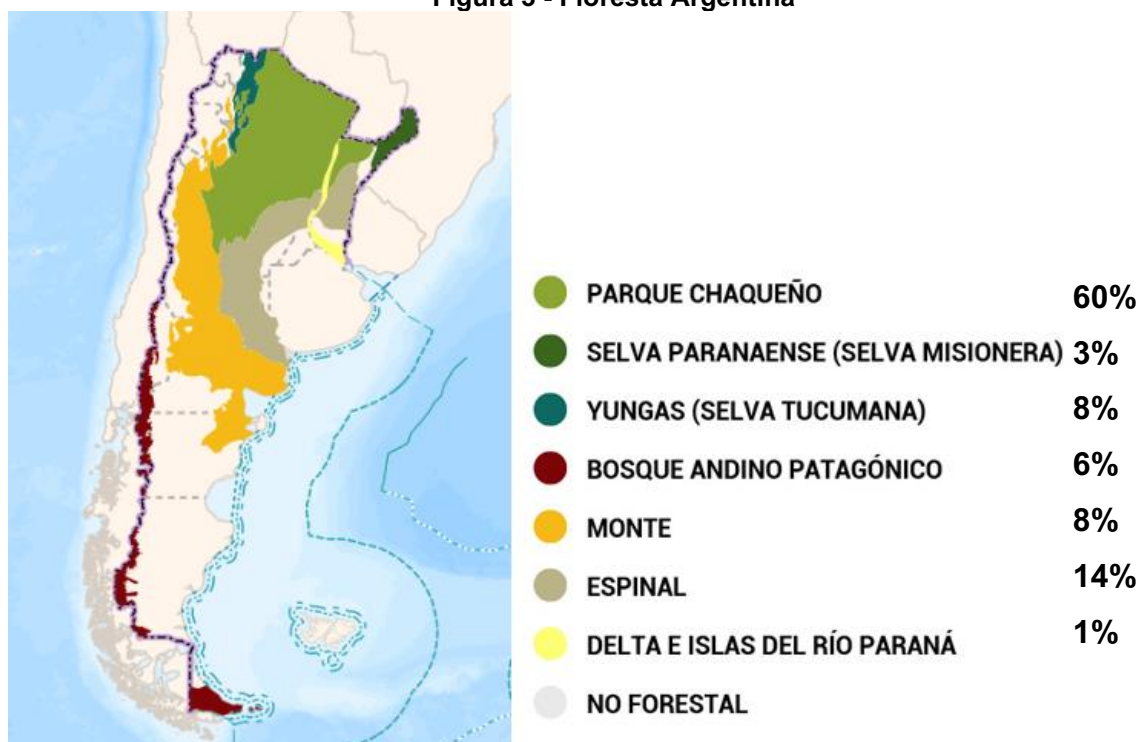 Figura 3 - Floresta Argentina
PARQUE CHAQUEÑO 60%
SELVA PARANAENSE (SELVA MISIONERA) 3%
YUNGAS (SELVA TUCUMANA) 8%
BOSQUE ANDINO PATAGÓNICO 6%
MONTE 8%
ESPINAL 14%
DELTA E ISLAS DEL RÍO PARANÁ 1%
NO FORESTAL